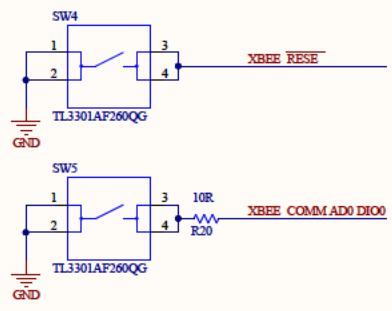 SW4
1 3
2 4
XBEE RESE
TL3301AF260QG
GND
SW5
1 3
2 4
10R
R20
XBEE COMM AD0 DIO0
TL3301AF260QG
GND